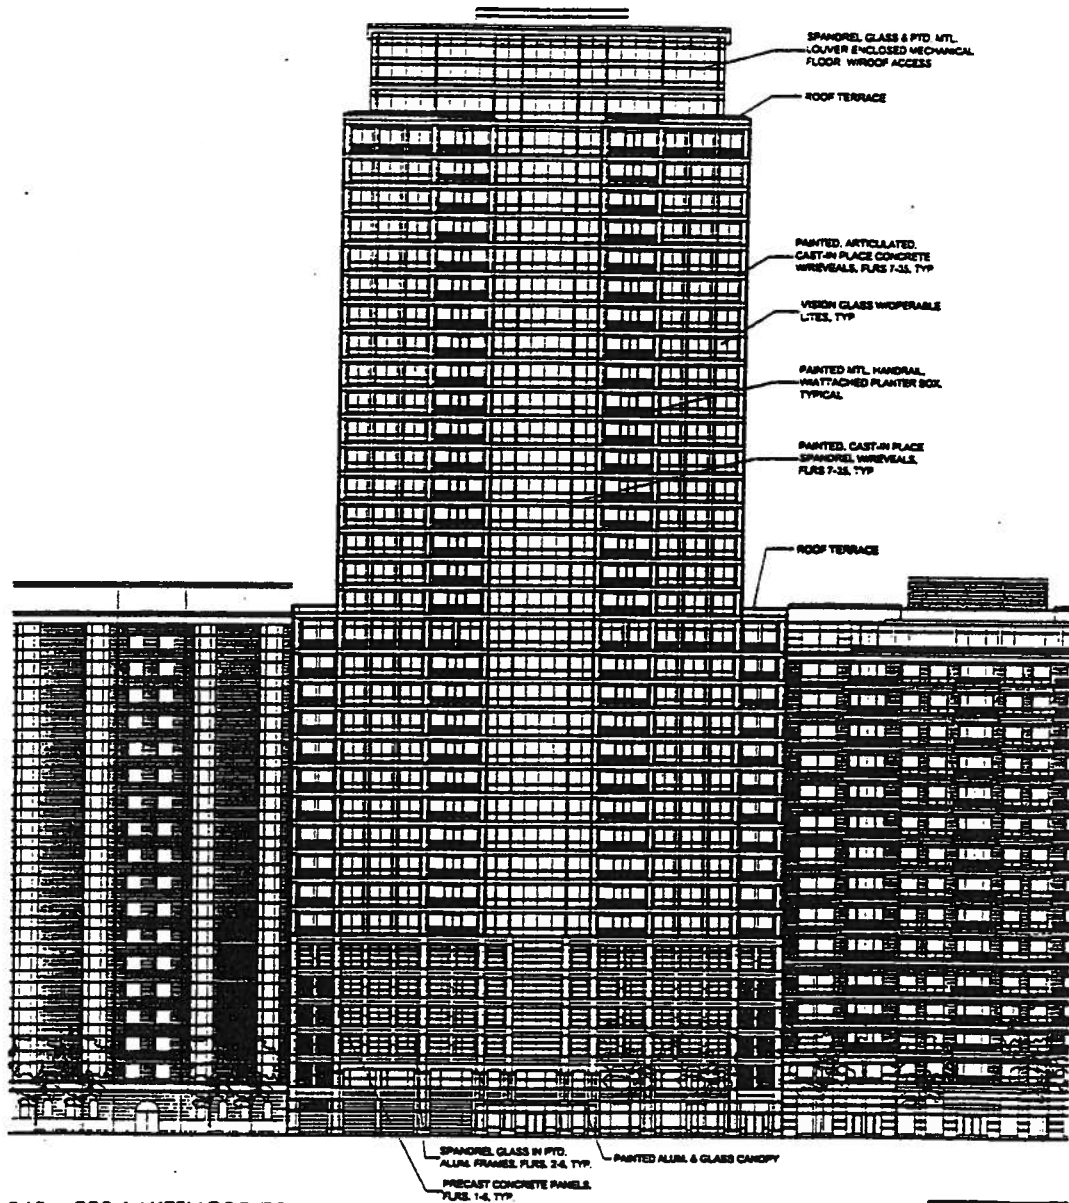 SPANDREL GLASS & PTD. MTL.
LOUVER ENCLOSED MECHANICAL
FLOOR W/ROOF ACCESS
ROOF TERRACE
PAINTED, ARTICULATED,
CAST-IN PLACE CONCRETE
W/REVEALS, FLRS 7-35, TYP
VISION GLASS W/OPERABLE
LITES, TYP
PAINTED MTL. HANDRAIL,
W/ATTACHED PLANTER BOX,
TYPICAL
PAINTED, CAST-IN PLACE
SPANDREL W/REVEALS,
FLRS 7-35, TYP
ROOF TERRACE
SPANDREL GLASS IN PTD.
ALUM. FRAMES, FLRS. 2-6, TYP.
PAINTED ALUM. & GLASS CANOPY
PRECAST CONCRETE PANELS,
FLRS. 1-6, TYP.